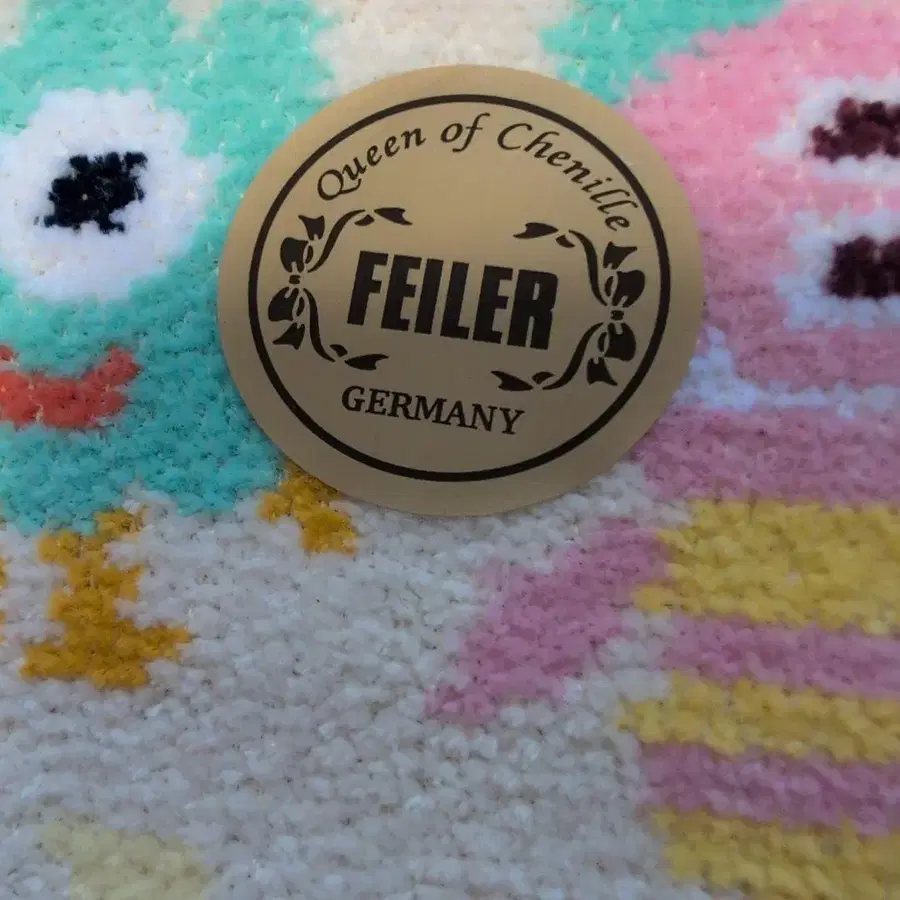 Queen of Chenille
FEILER
GERMANY